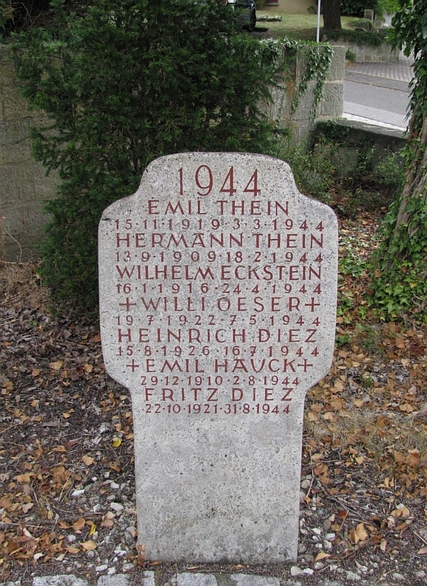 1944
EMIL THEIN
15·11·1919·3·3·1944
HERMANN THEIN
13·9·1909·18·2·1944
WILHELM ECKSTEIN
16·1·1916·24·4·1944
+WILLI OESER+
19·7·1922·7·5·1944
HEINRICH DIEZ
15·8·1926·16·7·1944
+EMIL HAUCK+
29·12·1910·2·8·1944
FRITZ DIEZ
22·10·1921·31·8·1944